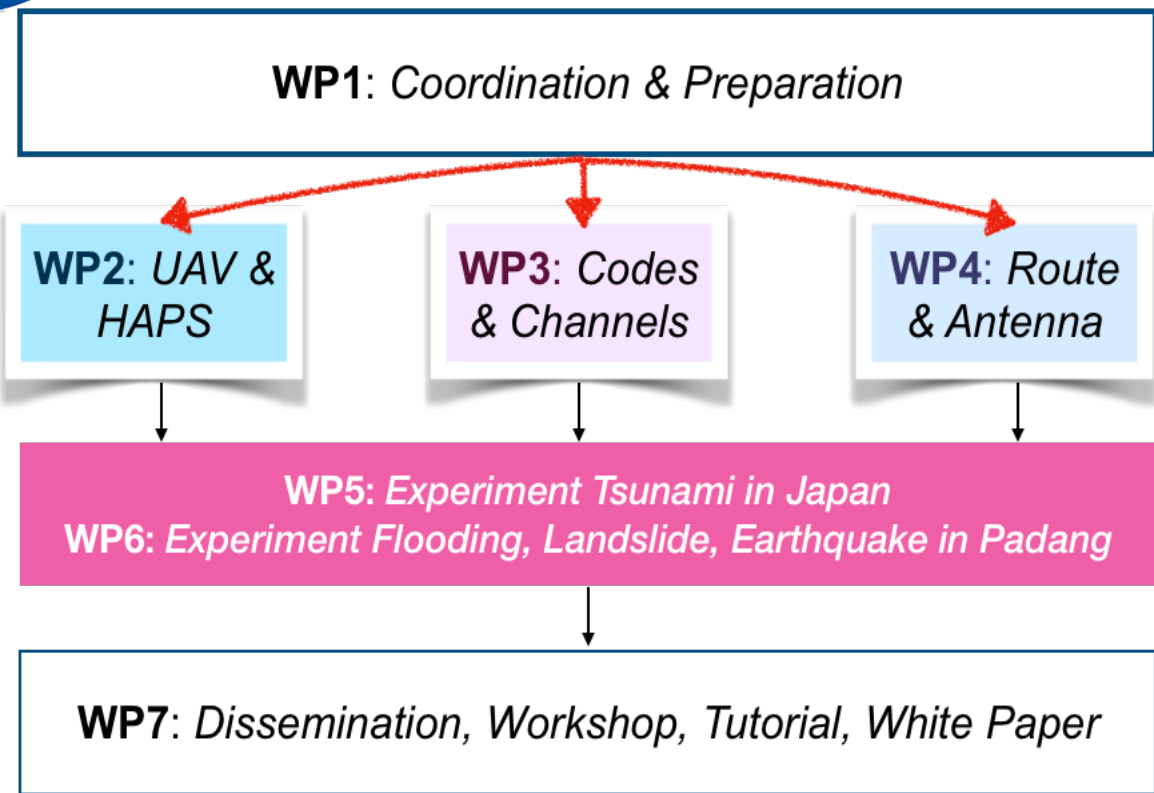 WP1: Coordination & Preparation
WP2: UAV &
HAPS
WP3: Codes
& Channels
WP4: Route
& Antenna
WP5: Experiment Tsunami in Japan
WP6: Experiment Flooding, Landslide, Earthquake in Padang
WP7: Dissemination, Workshop, Tutorial, White Paper